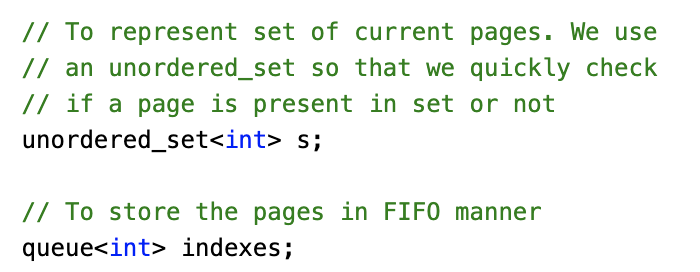 // To represent set of current pages. We use
// an unordered_set so that we quickly check
// if a page is present in set or not
unordered_set<int> s;
// To store the pages in FIFO manner
queue<int> indexes;